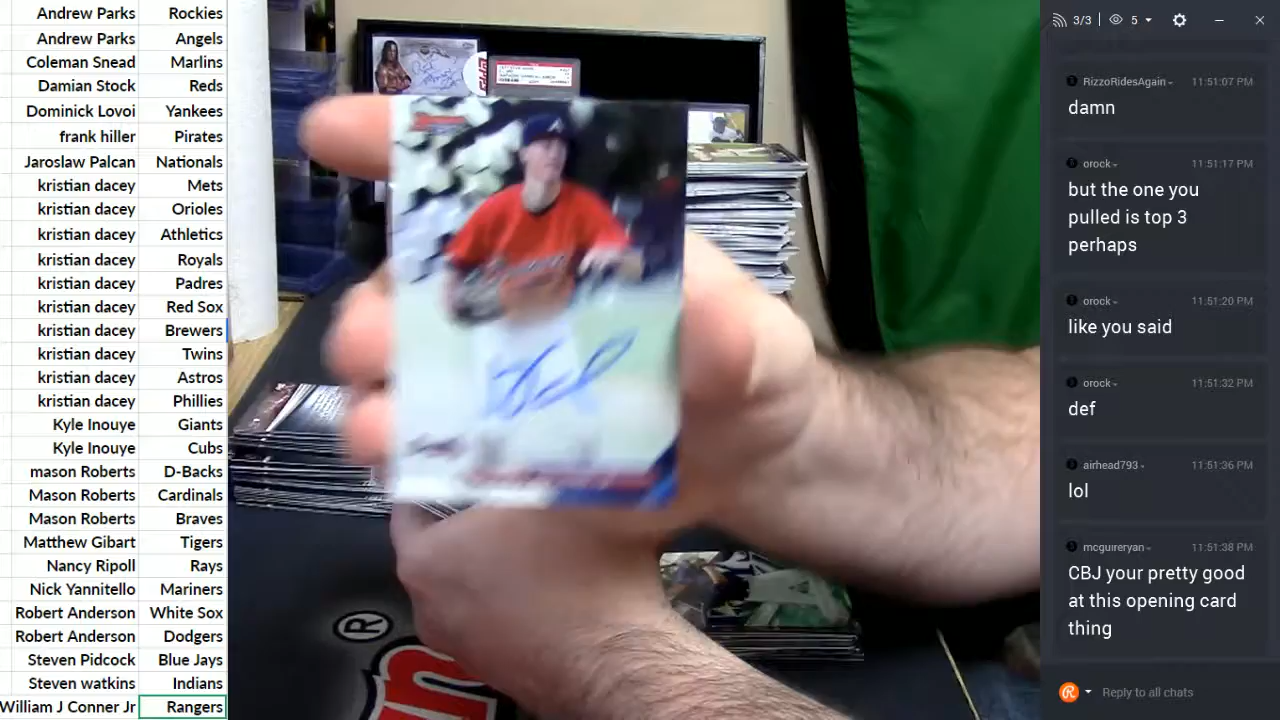 Andrew Parks Rockies
Andrew Parks Angels
Coleman Snead Marlins
Damian Stock Reds
Dominick Lovoi Yankees
frank hiller Pirates
Jaroslaw Palcan Nationals
kristian dacey Mets
kristian dacey Orioles
kristian dacey Athletics
kristian dacey Royals
kristian dacey Padres
kristian dacey Red Sox
kristian dacey Brewers
kristian dacey Twins
kristian dacey Astros
kristian dacey Phillies
Kyle Inouye Giants
Kyle Inouye Cubs
mason Roberts D-Backs
Mason Roberts Cardinals
Mason Roberts Braves
Matthew Gibart Tigers
Nancy Ripoll Rays
Nick Yannitello Mariners
Robert Anderson White Sox
Robert Anderson Dodgers
Steven Pidcock Blue Jays
Steven watkins Indians
William J Conner Jr Rangers
®
3/3 5
RizzoRidesAgain 11:51:07 PM
damn
orock 11:51:17 PM
but the one you
pulled is top 3
perhaps
orock 11:51:20 PM
like you said
orock 11:51:32 PM
def
airhead793 11:51:36 PM
lol
mcguireryan 11:51:38 PM
CBJ your pretty good
at this opening card
thing
Reply to all chats